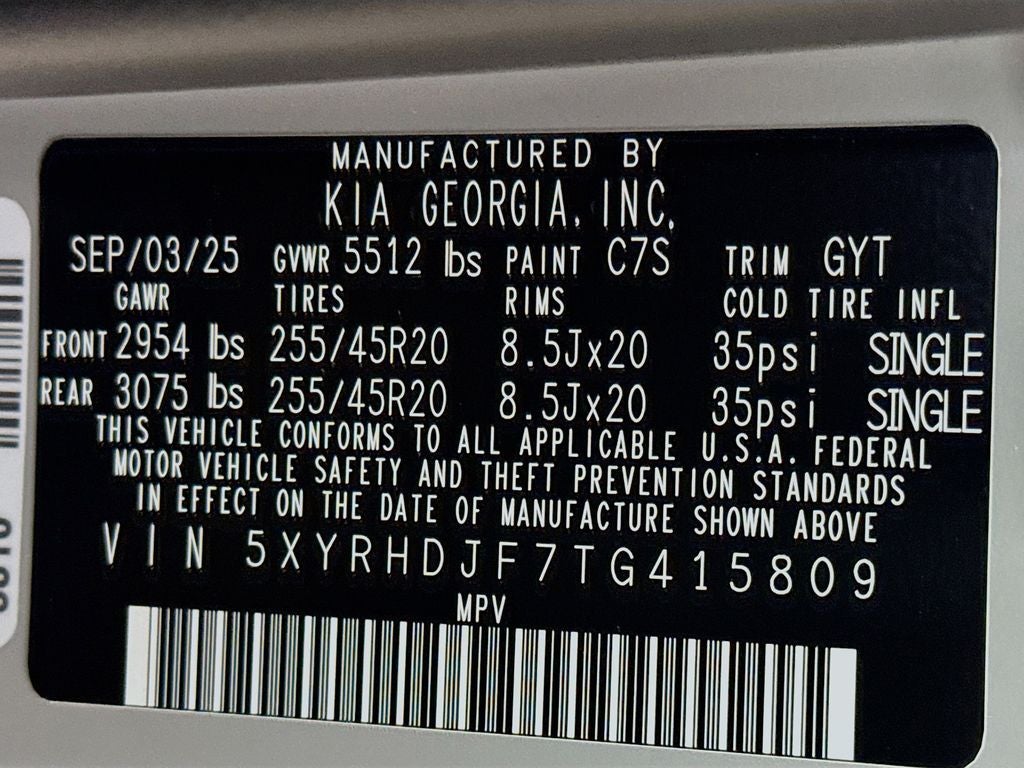 MANUFACTURED BY
KIA GEORGIA, INC.
SEP/03/25 GVWR 5512 lbs PAINT C7S TRIM GYT
GAWR TIRES RIMS COLD TIRE INFL
FRONT 2954 lbs 255/45R20 8.5Jx20 35psi SINGLE
REAR 3075 lbs 255/45R20 8.5Jx20 35psi SINGLE
THIS VEHICLE CONFORMS TO ALL APPLICABLE U.S.A. FEDERAL
MOTOR VEHICLE SAFETY AND THEFT PREVENTION STANDARDS
IN EFFECT ON THE DATE OF MANUFACTURE SHOWN ABOVE
VIN 5XYRHDJF7TG415809
MPV